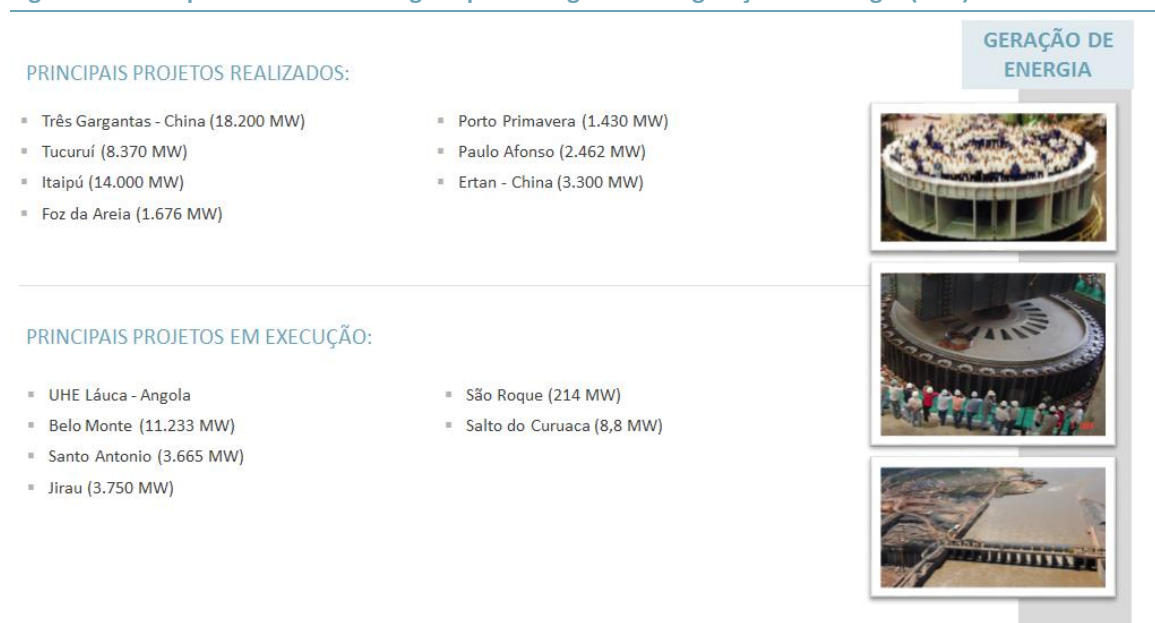 GERAÇÃO DE
ENERGIA
PRINCIPAIS PROJETOS REALIZADOS:
Três Gargantas - China (18.200 MW)
Tucuruí (8.370 MW)
Itaipú (14.000 MW)
Foz da Areia (1.676 MW)
Porto Primavera (1.430 MW)
Paulo Afonso (2.462 MW)
Ertan - China (3.300 MW)
PRINCIPAIS PROJETOS EM EXECUÇÃO:
UHE Láuca - Angola
Belo Monte (11.233 MW)
Santo Antonio (3.665 MW)
Jirau (3.750 MW)
São Roque (214 MW)
Salto do Curuaca (8,8 MW)